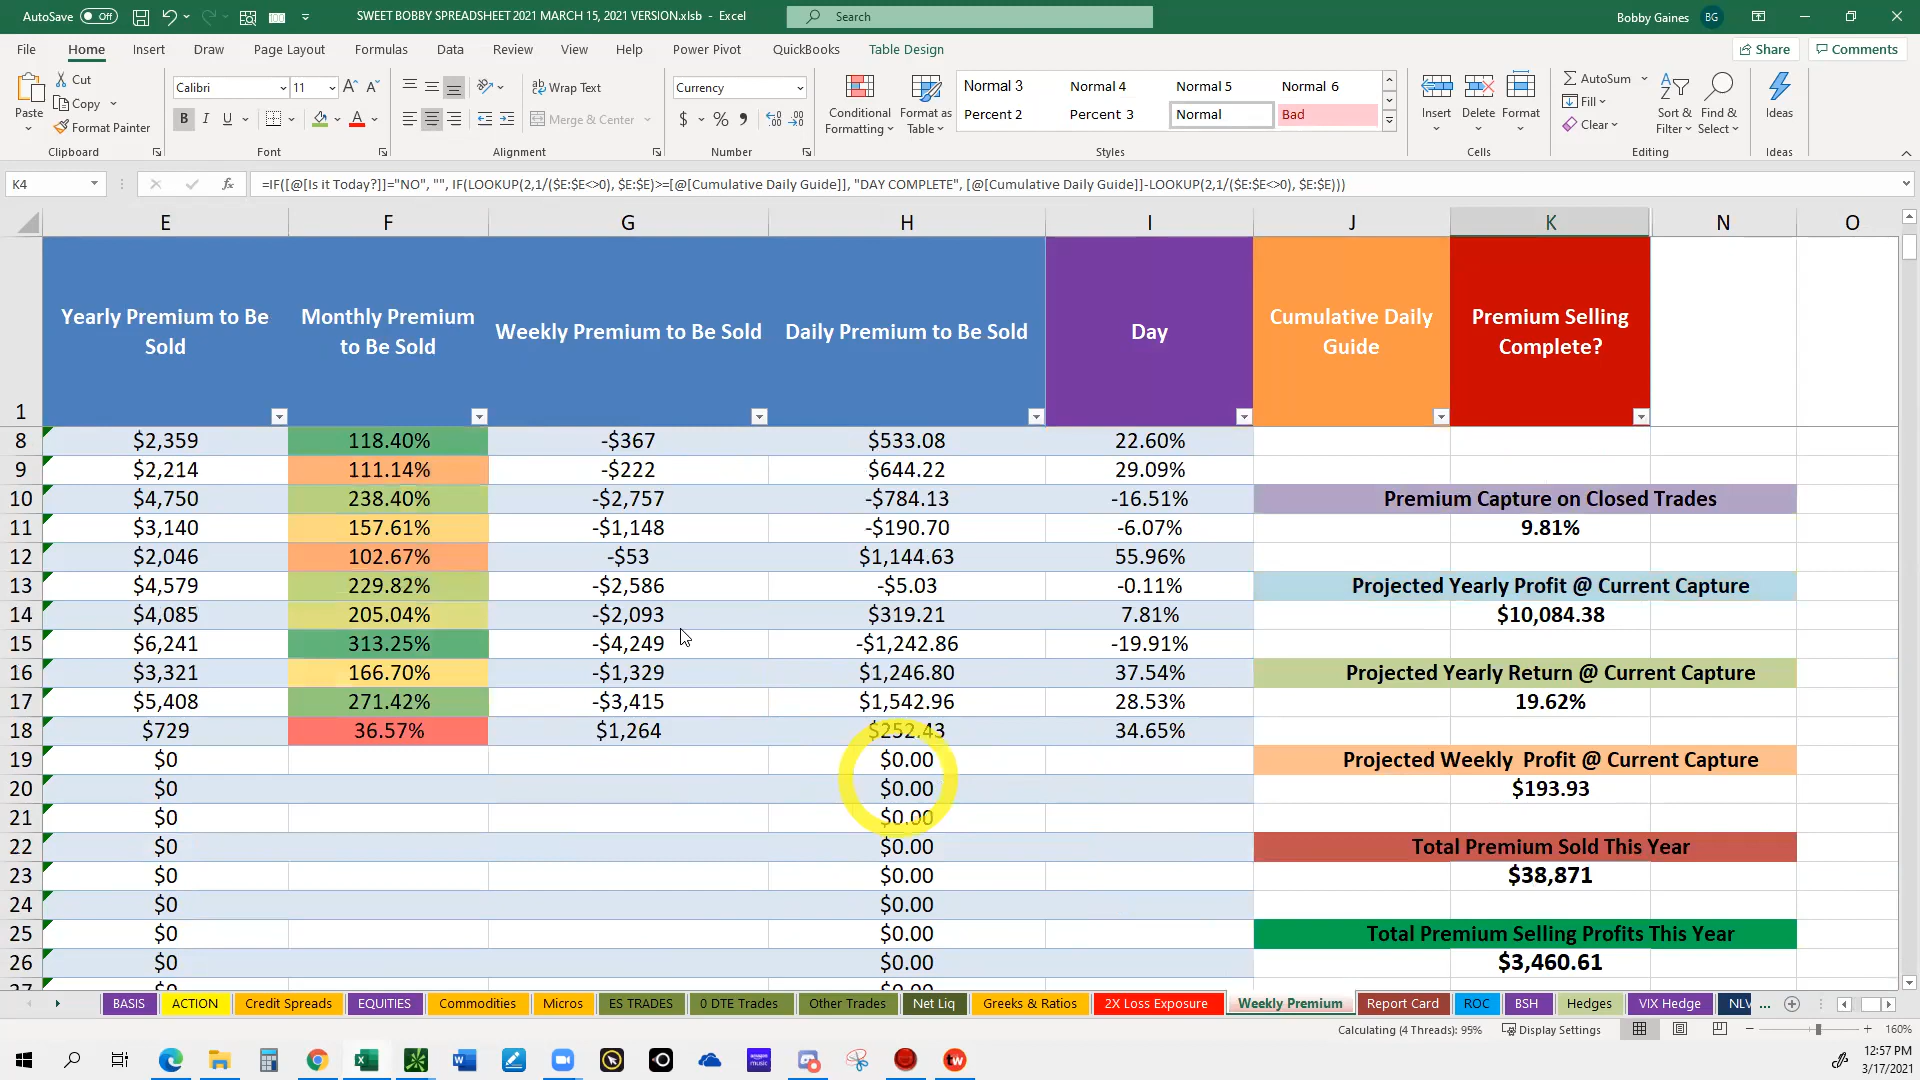 AutoSave Off SWEET BOBBY SPREADSHEET 2021 MARCH 15, 2021 VERSION.xlsb - Excel Search Bobby Gaines BG
File Home Insert Draw Page Layout Formulas Data Review View Help Power Pivot QuickBooks Table Design Share Comments
Cut Calibri 11 Wrap Text Currency Normal 3 Normal 4 Normal 5 Normal 6 AutoSum
Copy Fill
Paste Format Painter Merge & Center Conditional Formatting Format as Table Percent 2 Percent 3 Normal Bad Insert Delete Format Clear Sort & Filter Find & Select Ideas
Clipboard Font Alignment Number Styles Cells Editing Ideas
K4 fx =IF([@[Is it Today?]]="NO", "", IF(LOOKUP(2,1/($E:$E<>0), $E:$E)>=[@[Cumulative Daily Guide]], "DAY COMPLETE", [@[Cumulative Daily Guide]]-LOOKUP(2,1/($E:$E<>0), $E:$E)))
E F G H I J K N O
1 Yearly Premium to Be Sold Monthly Premium to Be Sold Weekly Premium to Be Sold Daily Premium to Be Sold Day Cumulative Daily Guide Premium Selling Complete?
8 $2,359 118.40% -$367 $533.08 22.60%
9 $2,214 111.14% -$222 $644.22 29.09%
10 $4,750 238.40% -$2,757 -$784.13 -16.51% Premium Capture on Closed Trades
11 $3,140 157.61% -$1,148 -$190.70 -6.07% 9.81%
12 $2,046 102.67% -$53 $1,144.63 55.96%
13 $4,579 229.82% -$2,586 -$5.03 -0.11% Projected Yearly Profit @ Current Capture
14 $4,085 205.04% -$2,093 $319.21 7.81% $10,084.38
15 $6,241 313.25% -$4,249 -$1,242.86 -19.91%
16 $3,321 166.70% -$1,329 $1,246.80 37.54% Projected Yearly Return @ Current Capture
17 $5,408 271.42% -$3,415 $1,542.96 28.53% 19.62%
18 $729 36.57% $1,264 $252.43 34.65%
19 $0 $0.00 Projected Weekly Profit @ Current Capture
20 $0 $0.00 $193.93
21 $0 $0.00
22 $0 $0.00 Total Premium Sold This Year
23 $0 $0.00 $38,871
24 $0 $0.00
25 $0 $0.00 Total Premium Selling Profits This Year
26 $0 $0.00 $3,460.61
BASIS ACTION Credit Spreads EQUITIES Commodities Micros ES TRADES 0 DTE Trades Other Trades Net Liq Greeks & Ratios 2X Loss Exposure Weekly Premium Report Card ROC BSH Hedges VIX Hedge NLV ...
Calculating (4 Threads): 95% Display Settings 160%
12:57 PM
3/17/2021